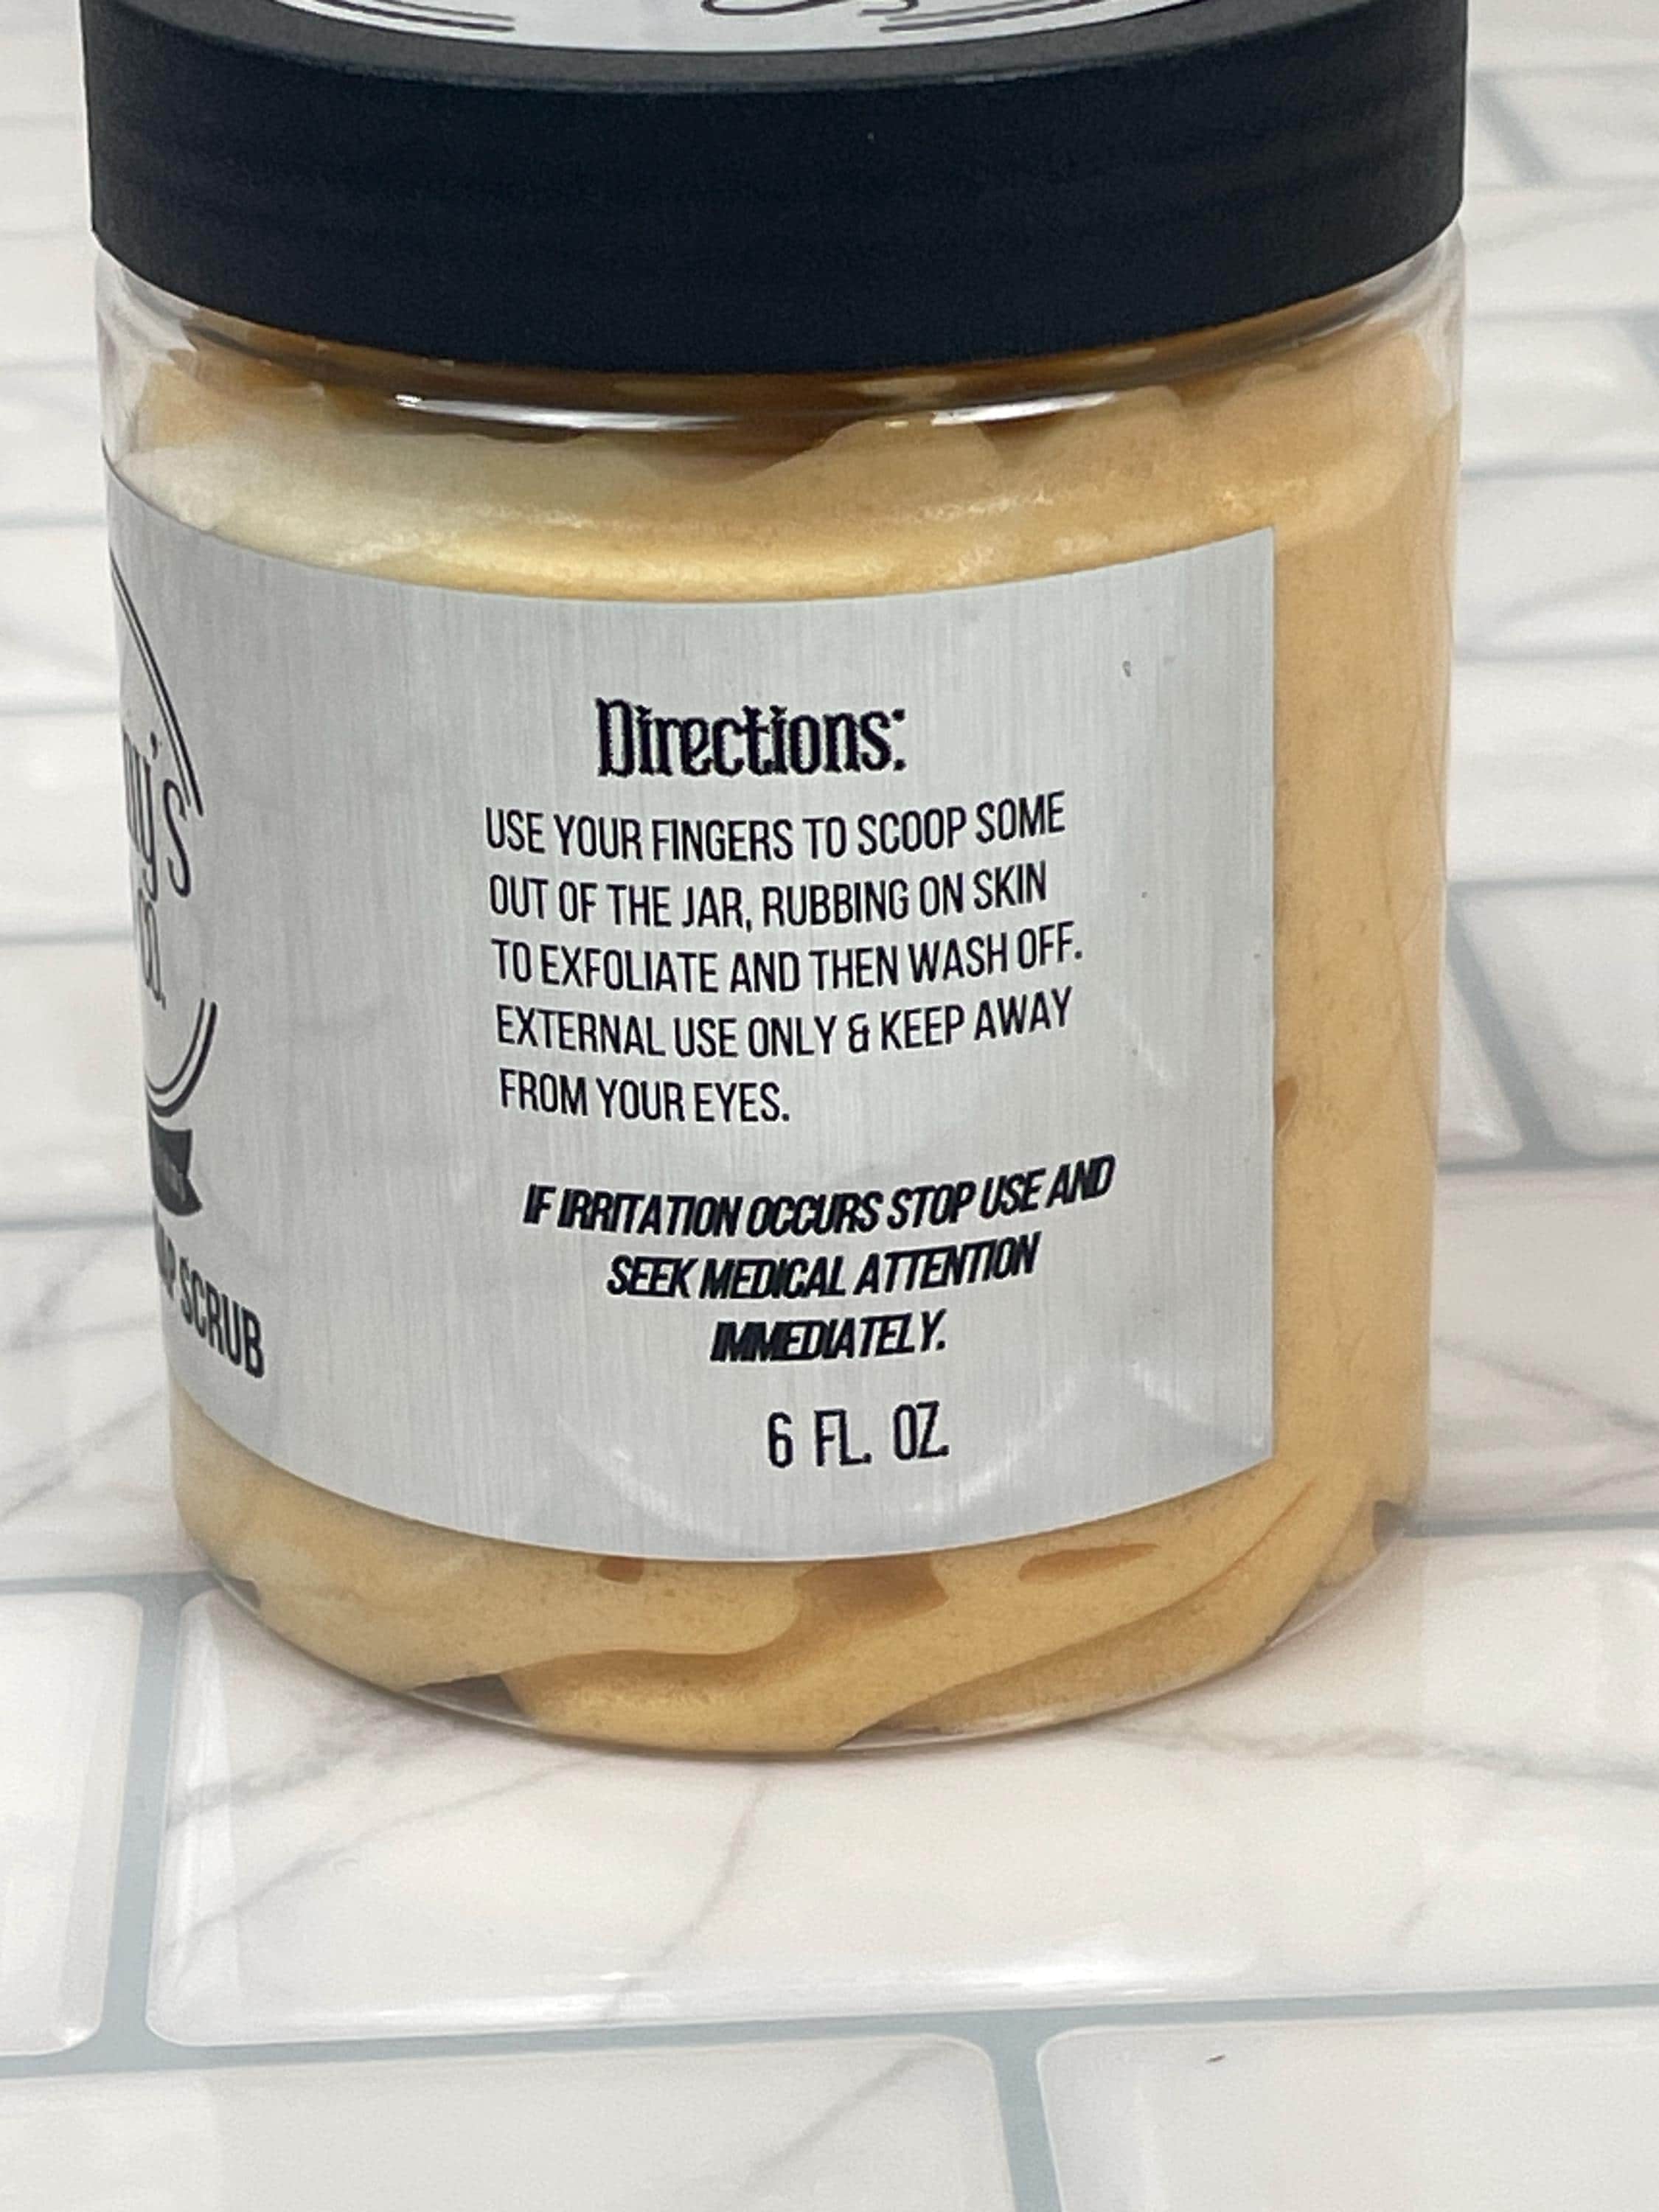 Directions:
USE YOUR FINGERS TO SCOOP SOME
OUT OF THE JAR, RUBBING ON SKIN
TO EXFOLIATE AND THEN WASH OFF.
EXTERNAL USE ONLY & KEEP AWAY
FROM YOUR EYES.
IF IRRITATION OCCURS STOP USE AND
SEEK MEDICAL ATTENTION
IMMEDIATELY.
6 FL. OZ.
CO.
SCRUB